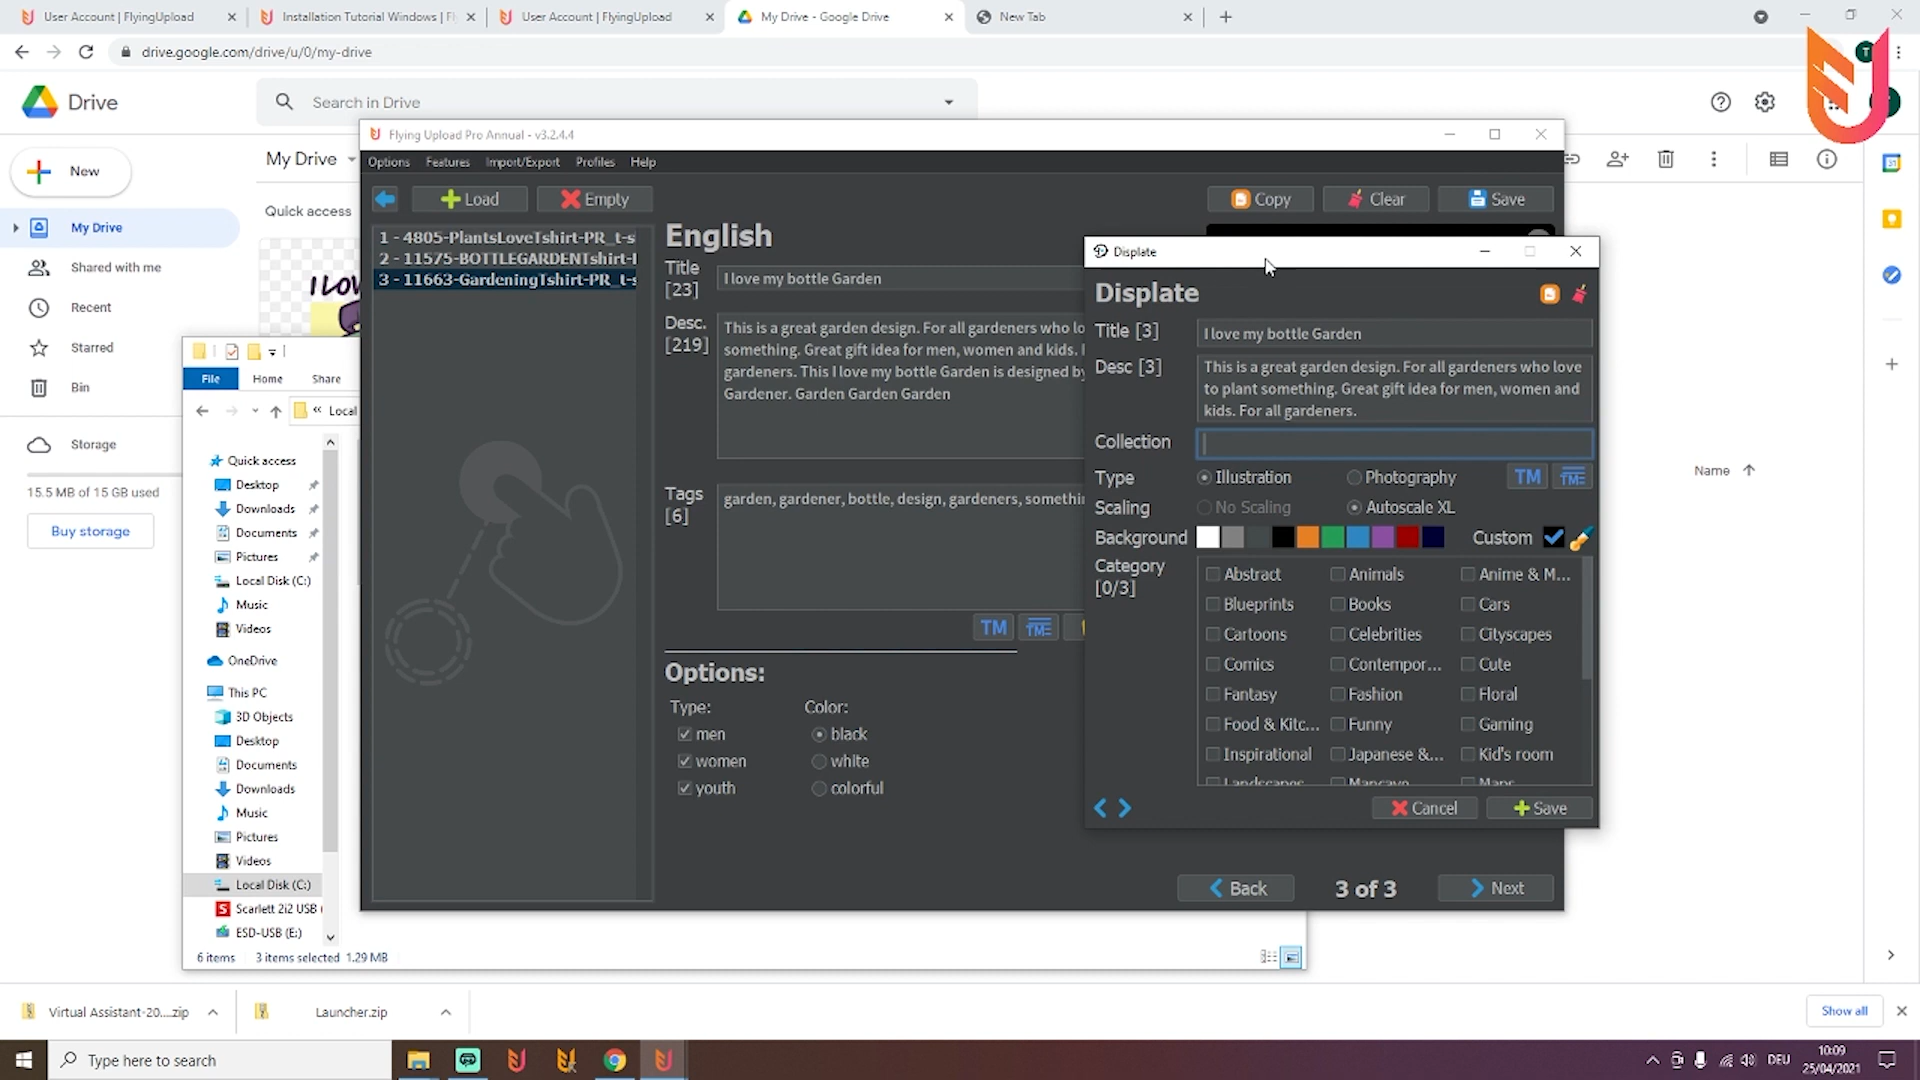 User Account | FlyingUpload
Installation Tutorial Windows | Fl
User Account | FlyingUpload
My Drive - Google Drive
New Tab
drive.google.com/drive/u/0/my-drive
T
Drive
Search in Drive
New
My Drive
Quick access
My Drive
Shared with me
Recent
Starred
Bin
Storage
15.5 MB of 15 GB used
Buy storage
I LO
Name
File
Home
Share
Local
Quick access
Desktop
Downloads
Documents
Pictures
Local Disk (C:)
Music
Videos
OneDrive
This PC
3D Objects
Desktop
Documents
Downloads
Music
Pictures
Videos
Local Disk (C:)
Scarlett 2i2 USB
ESD-USB (E:)
6 items
3 items selected 1.29 MB
Flying Upload Pro Annual - v3.2.4.4
Options
Features
Import/Export
Profiles
Help
Load
Empty
Copy
Clear
Save
1 - 4805-PlantsLoveTshirt-PR_t-s
2 - 11575-BOTTLEGARDENTshirt-
3 - 11663-GardeningTshirt-PR_t-s
English
Title
[23]
I love my bottle Garden
Desc.
[219]
This is a great garden design. For all gardeners who lo
something. Great gift idea for men, women and kids.
gardeners. This I love my bottle Garden is designed by
Gardener. Garden Garden Garden
Tags
[6]
garden, gardener, bottle, design, gardeners, somethin
TM
TM
Options:
Type:
men
women
youth
Color:
black
white
colorful
Back
3 of 3
Next
Displate
Displate
Title [3]
I love my bottle Garden
Desc [3]
This is a great garden design. For all gardeners who love
to plant something. Great gift idea for men, women and
kids. For all gardeners.
Collection
Type
Illustration
Photography
TM
TM
Scaling
No Scaling
Autoscale XL
Background
Custom
Category
[0/3]
Abstract
Animals
Anime & M...
Blueprints
Books
Cars
Cartoons
Celebrities
Cityscapes
Comics
Contempor...
Cute
Fantasy
Fashion
Floral
Food & Kitc...
Funny
Gaming
Inspirational
Japanese &...
Kid's room
Landscapes
Mancave
Maps
Cancel
Save
Virtual Assistant-20....zip
Launcher.zip
Show all
Type here to search
DEU
10:09
25/04/2021